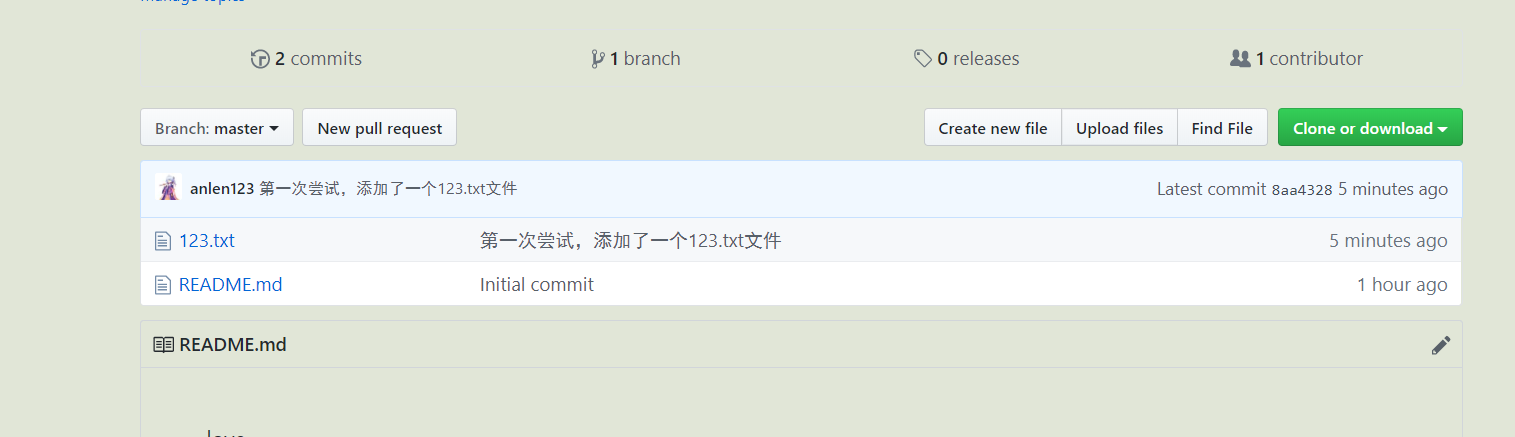 manage topics
2 commits
1 branch
0 releases
1 contributor
Branch: master
New pull request
Create new file
Upload files
Find File
Clone or download
anlen123 第一次尝试，添加了一个123.txt文件
Latest commit 8aa4328 5 minutes ago
123.txt
第一次尝试，添加了一个123.txt文件
5 minutes ago
README.md
Initial commit
1 hour ago
README.md